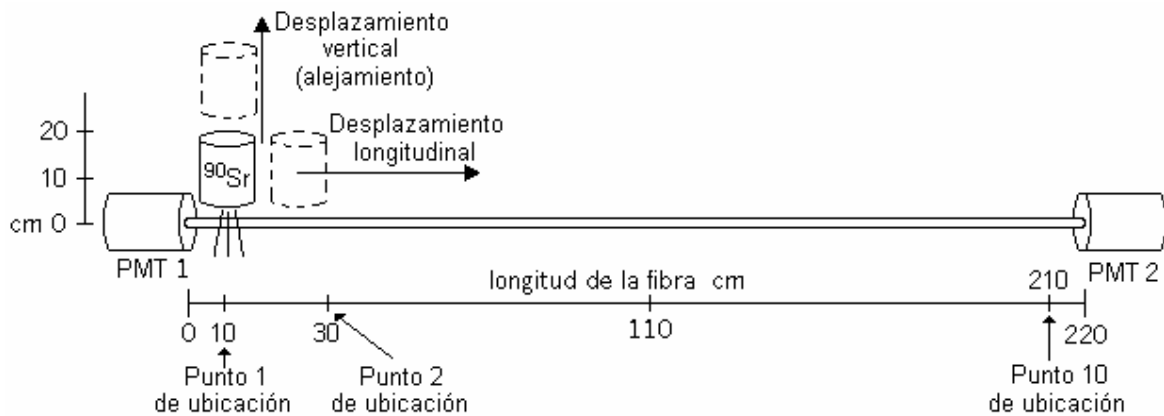 Desplazamiento
vertical
(alejamiento)
Desplazamiento
longitudinal
20
10
cm 0
⁹⁰Sr
PMT 1
PMT 2
longitud de la fibra cm
210
0 10 30 110 220
Punto 1
de ubicación
Punto 2
de ubicación
Punto 10
de ubicación